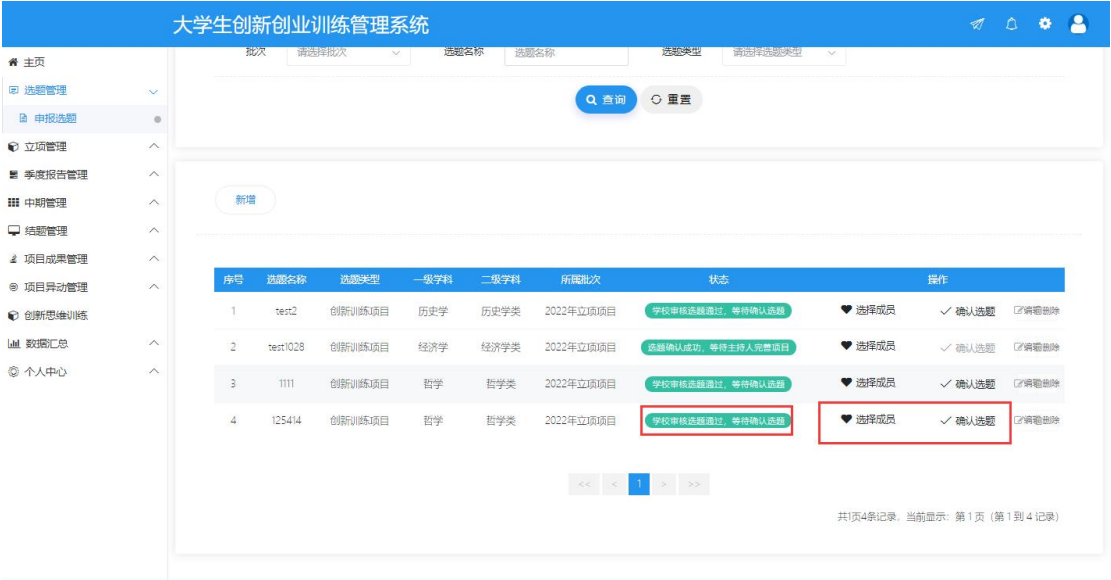 大学生创新创业训练管理系统
批次 请选择批次 选题名称 选题名称 选题类型 请选择选题类型
主页
选题管理
查询 重置
申报选题
立项管理
季度报告管理
新增
中期管理
结题管理
项目成果管理
序号 选题名称 选题类型 一级学科 二级学科 所属批次 状态 操作
项目异动管理
1 test2 创新训练项目 历史学 历史学类 2022年立项项目 学校审核选题通过，等待确认选题 选择成员 确认选题 编辑删除
创新思维训练
数据汇总
2 test1028 创新训练项目 经济学 经济学类 2022年立项项目 选题确认成功，等待主持人完善项目 选择成员 确认选题 编辑删除
个人中心
3 1111 创新训练项目 哲学 哲学类 2022年立项项目 学校审核选题通过，等待确认选题 选择成员 确认选题 编辑删除
4 125414 创新训练项目 哲学 哲学类 2022年立项项目 学校审核选题通过，等待确认选题 选择成员 确认选题 编辑删除
<< < 1 > >>
共1页4条记录，当前显示：第 1 页（第 1 到 4 记录）